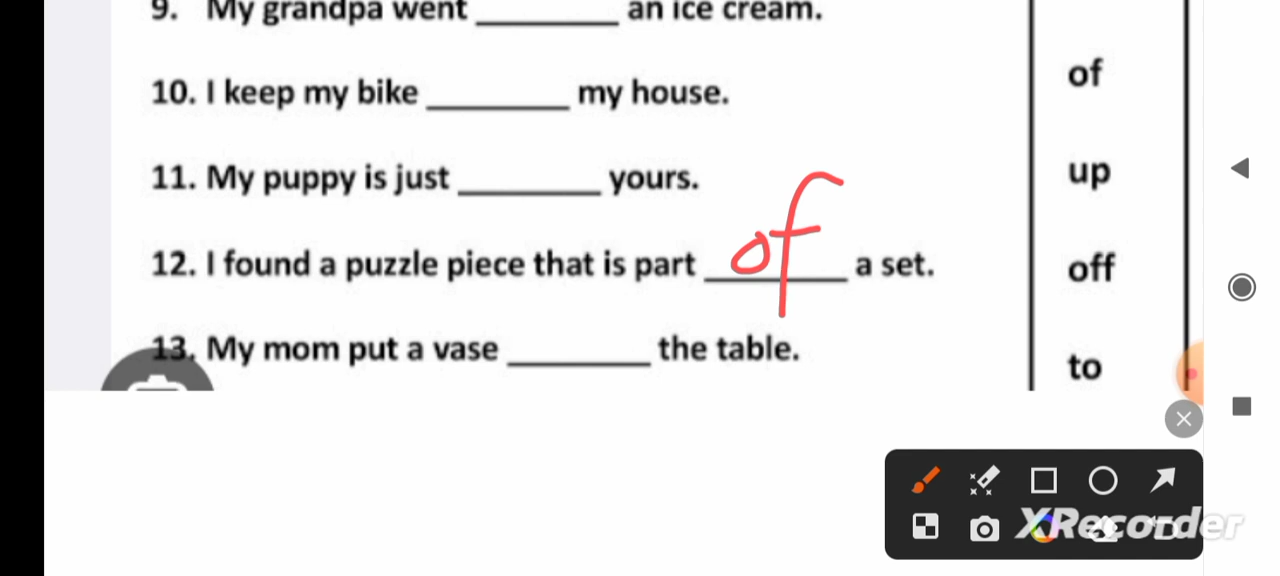 9. My grandpa went ________ an ice cream.
10. I keep my bike ________ my house.
11. My puppy is just ________ yours.
12. I found a puzzle piece that is part of a set.
13. My mom put a vase ________ the table.
of
up
off
to
XRecorder